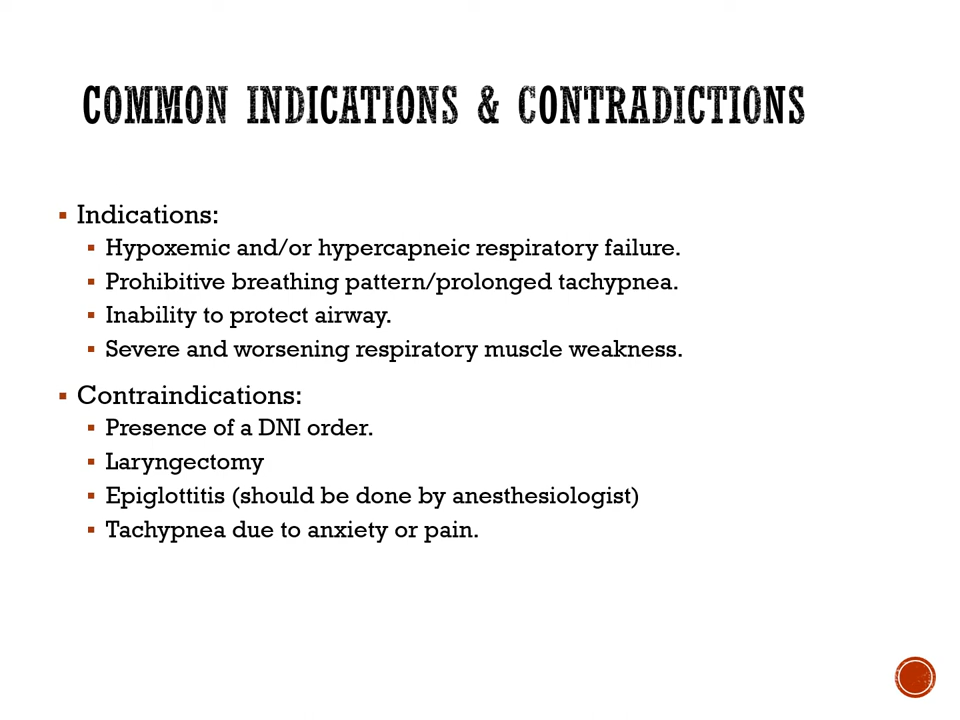 COMMON INDICATIONS & CONTRADICTIONS
Indications:
Hypoxemic and/or hypercapneic respiratory failure.
Prohibitive breathing pattern/prolonged tachypnea.
Inability to protect airway.
Severe and worsening respiratory muscle weakness.
Contraindications:
Presence of a DNI order.
Laryngectomy
Epiglottitis (should be done by anesthesiologist)
Tachypnea due to anxiety or pain.